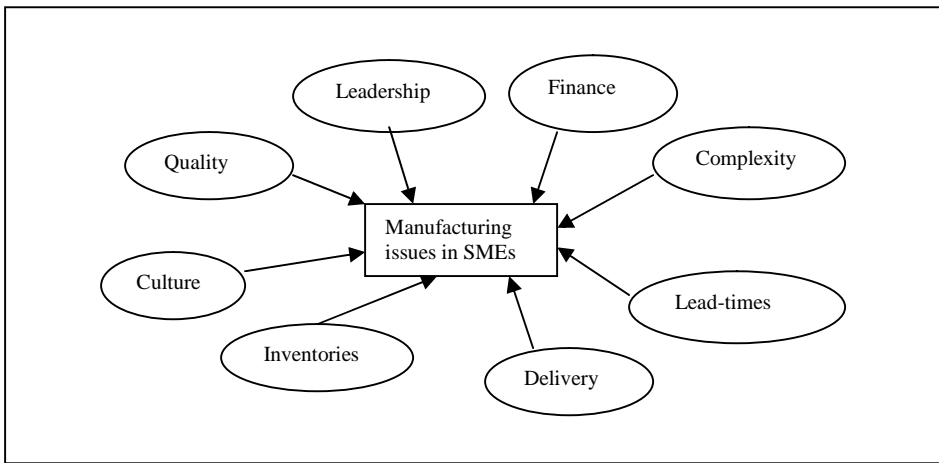 Leadership
Finance
Quality
Complexity
Manufacturing
issues in SMEs
Culture
Lead-times
Inventories
Delivery